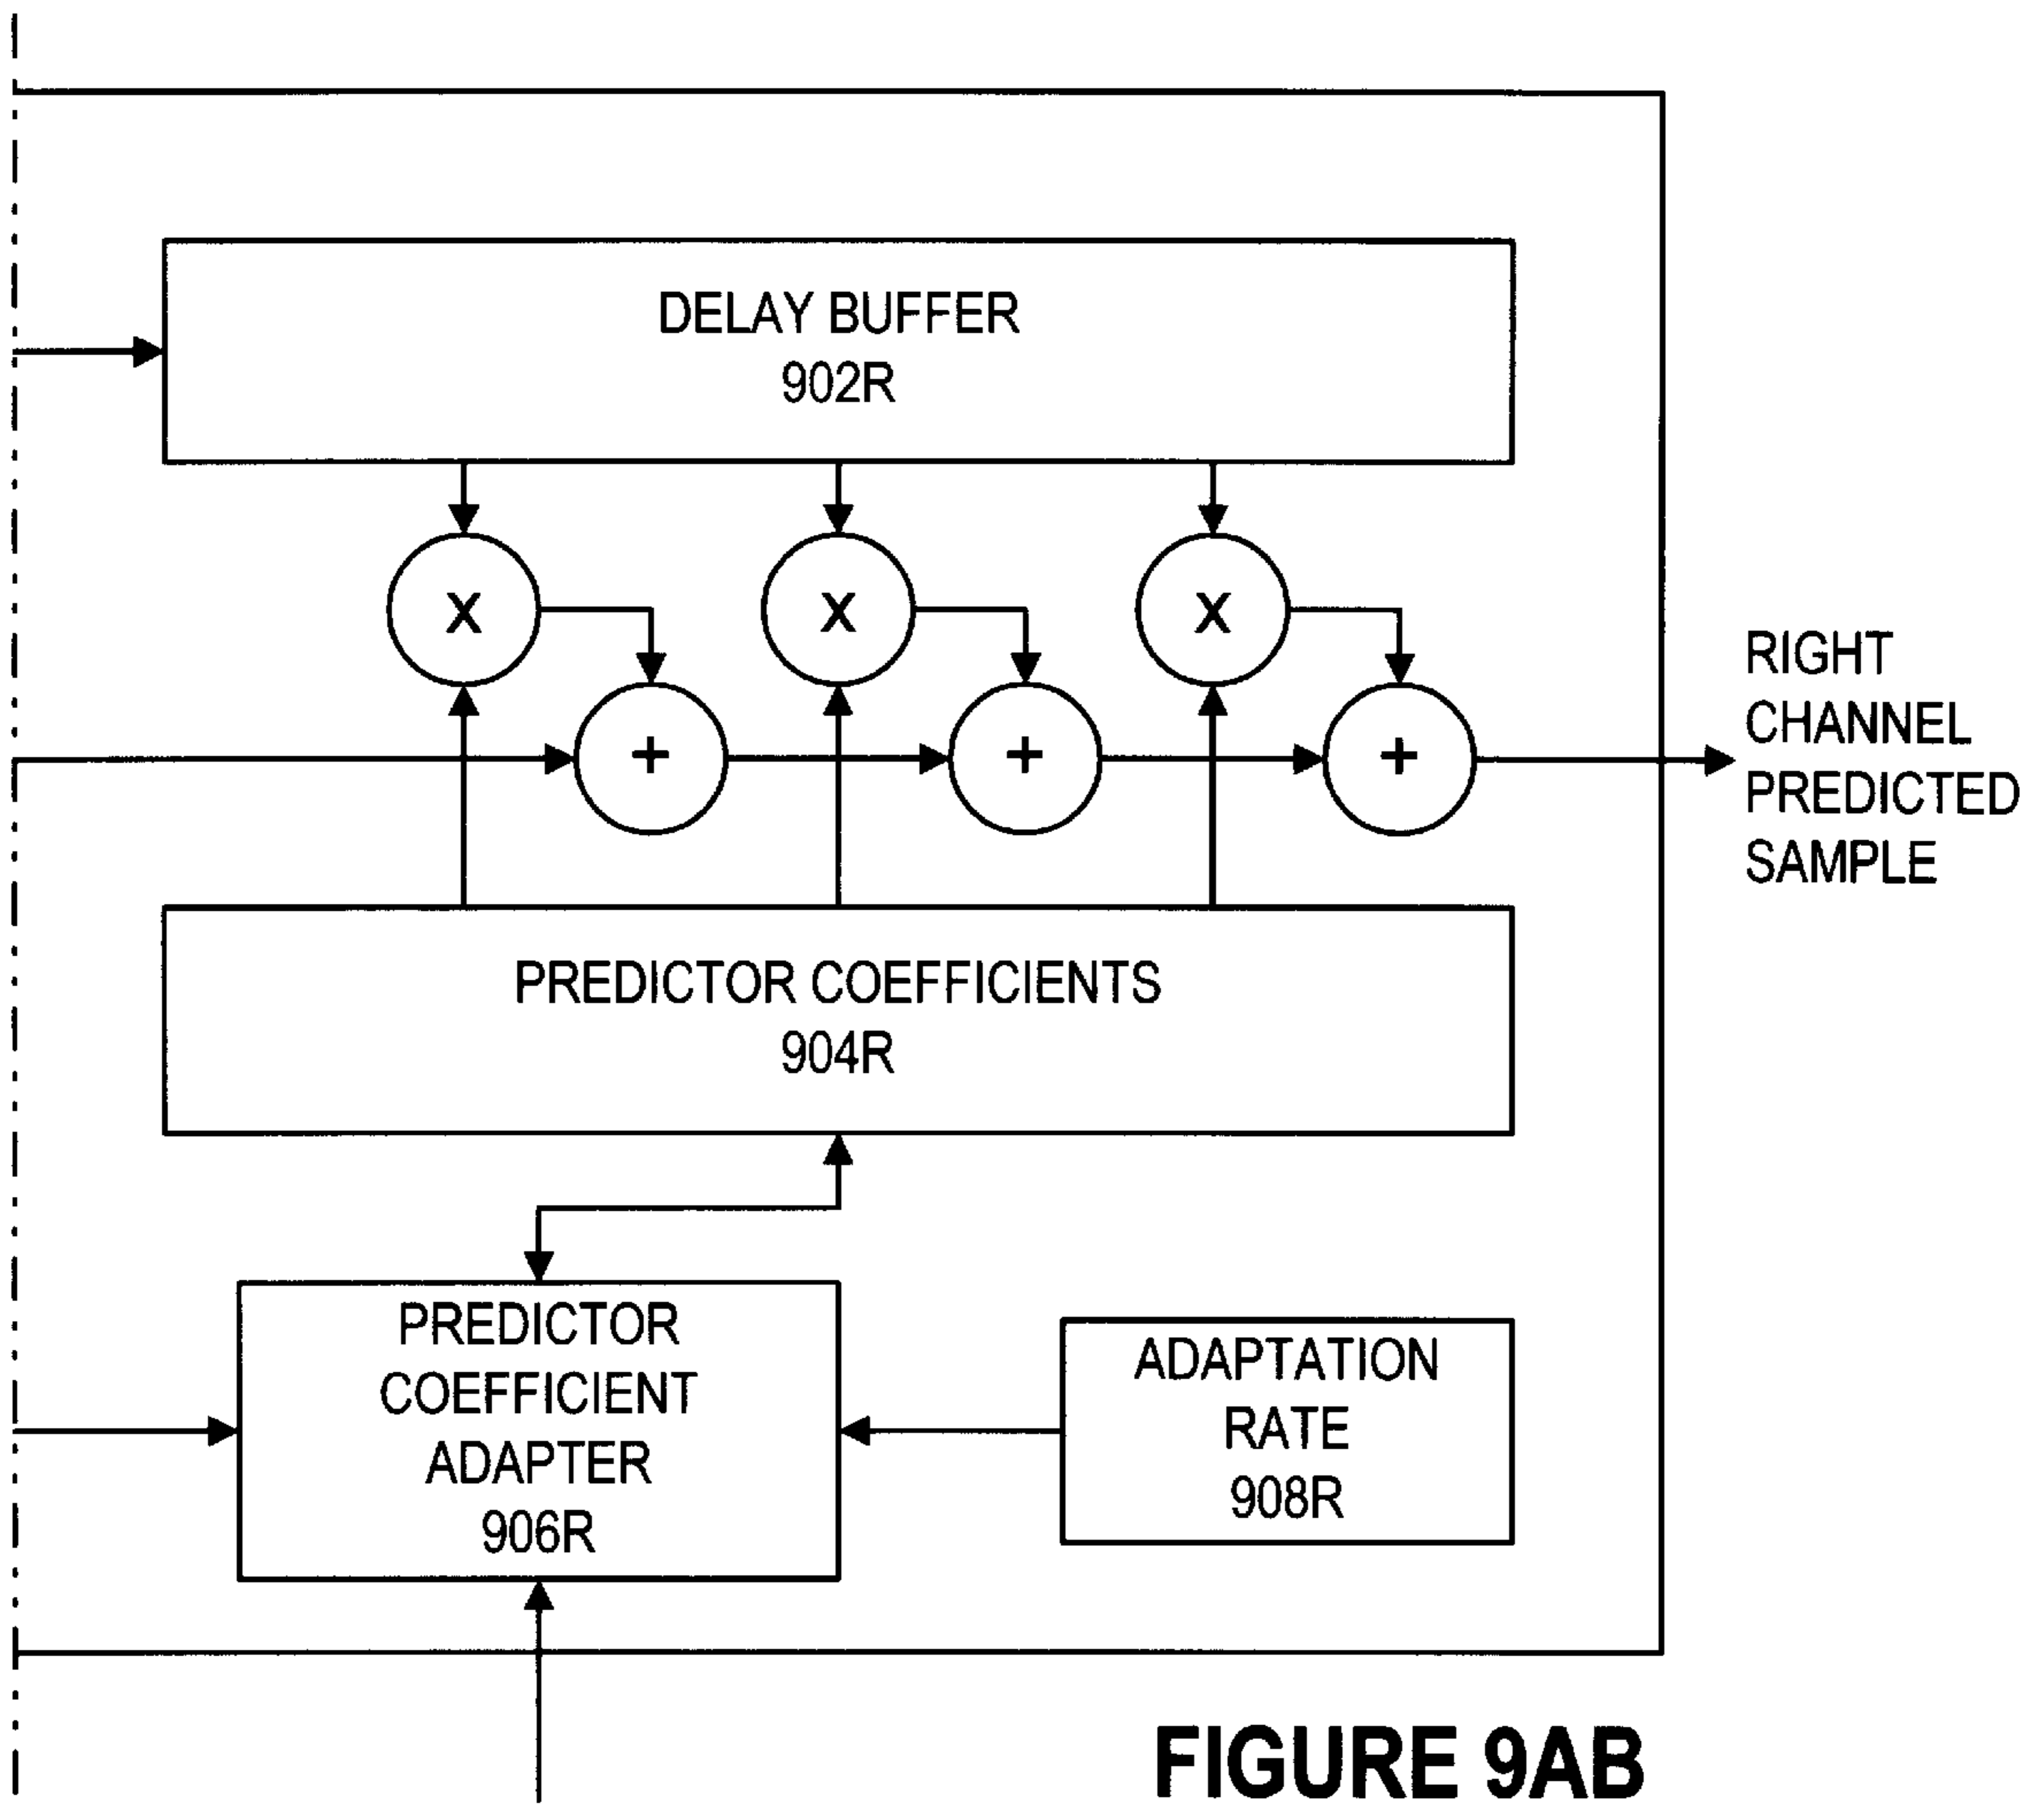 DELAY BUFFER
902R
X X X
+ + +
RIGHT
CHANNEL
PREDICTED
SAMPLE
PREDICTOR COEFFICIENTS
904R
PREDICTOR
COEFFICIENT
ADAPTER
906R
ADAPTATION
RATE
908R
FIGURE 9AB